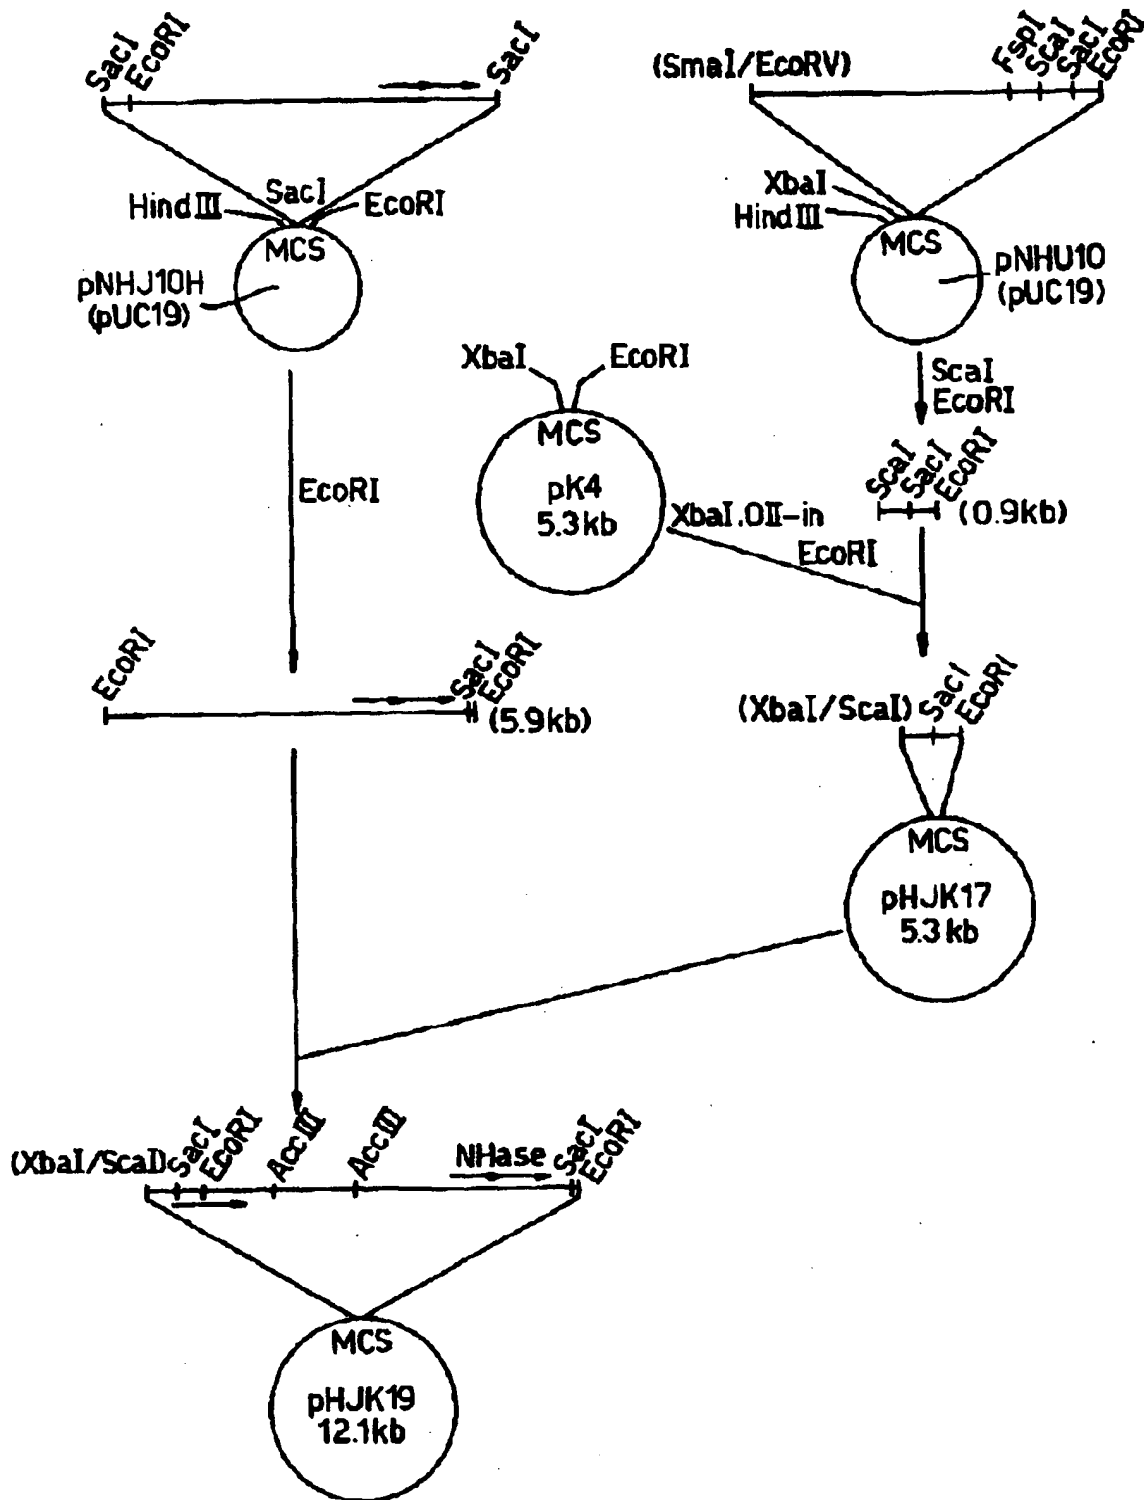 SacI
EcoRI
SacI
(SmaI/EcoRV)
FspI
ScaI
SacI
EcoRI
HindIII
SacI
EcoRI
MCS
pNHJ10H
(pUC19)
XbaI
HindIII
MCS
pNHU10
(pUC19)
XbaI
EcoRI
MCS
pK4
5.3kb
ScaI
EcoRI
EcoRI
XbaI.OII-in
EcoRI
ScaI
SacI
EcoRI
(0.9kb)
EcoRI
SacI
EcoRI
(5.9kb)
(XbaI/ScaI)
SacI
EcoRI
MCS
pHJK17
5.3kb
(XbaI/ScaI)
SacI
EcoRI
AccIII
AccIII
NHase
SacI
EcoRI
MCS
pHJK19
12.1kb